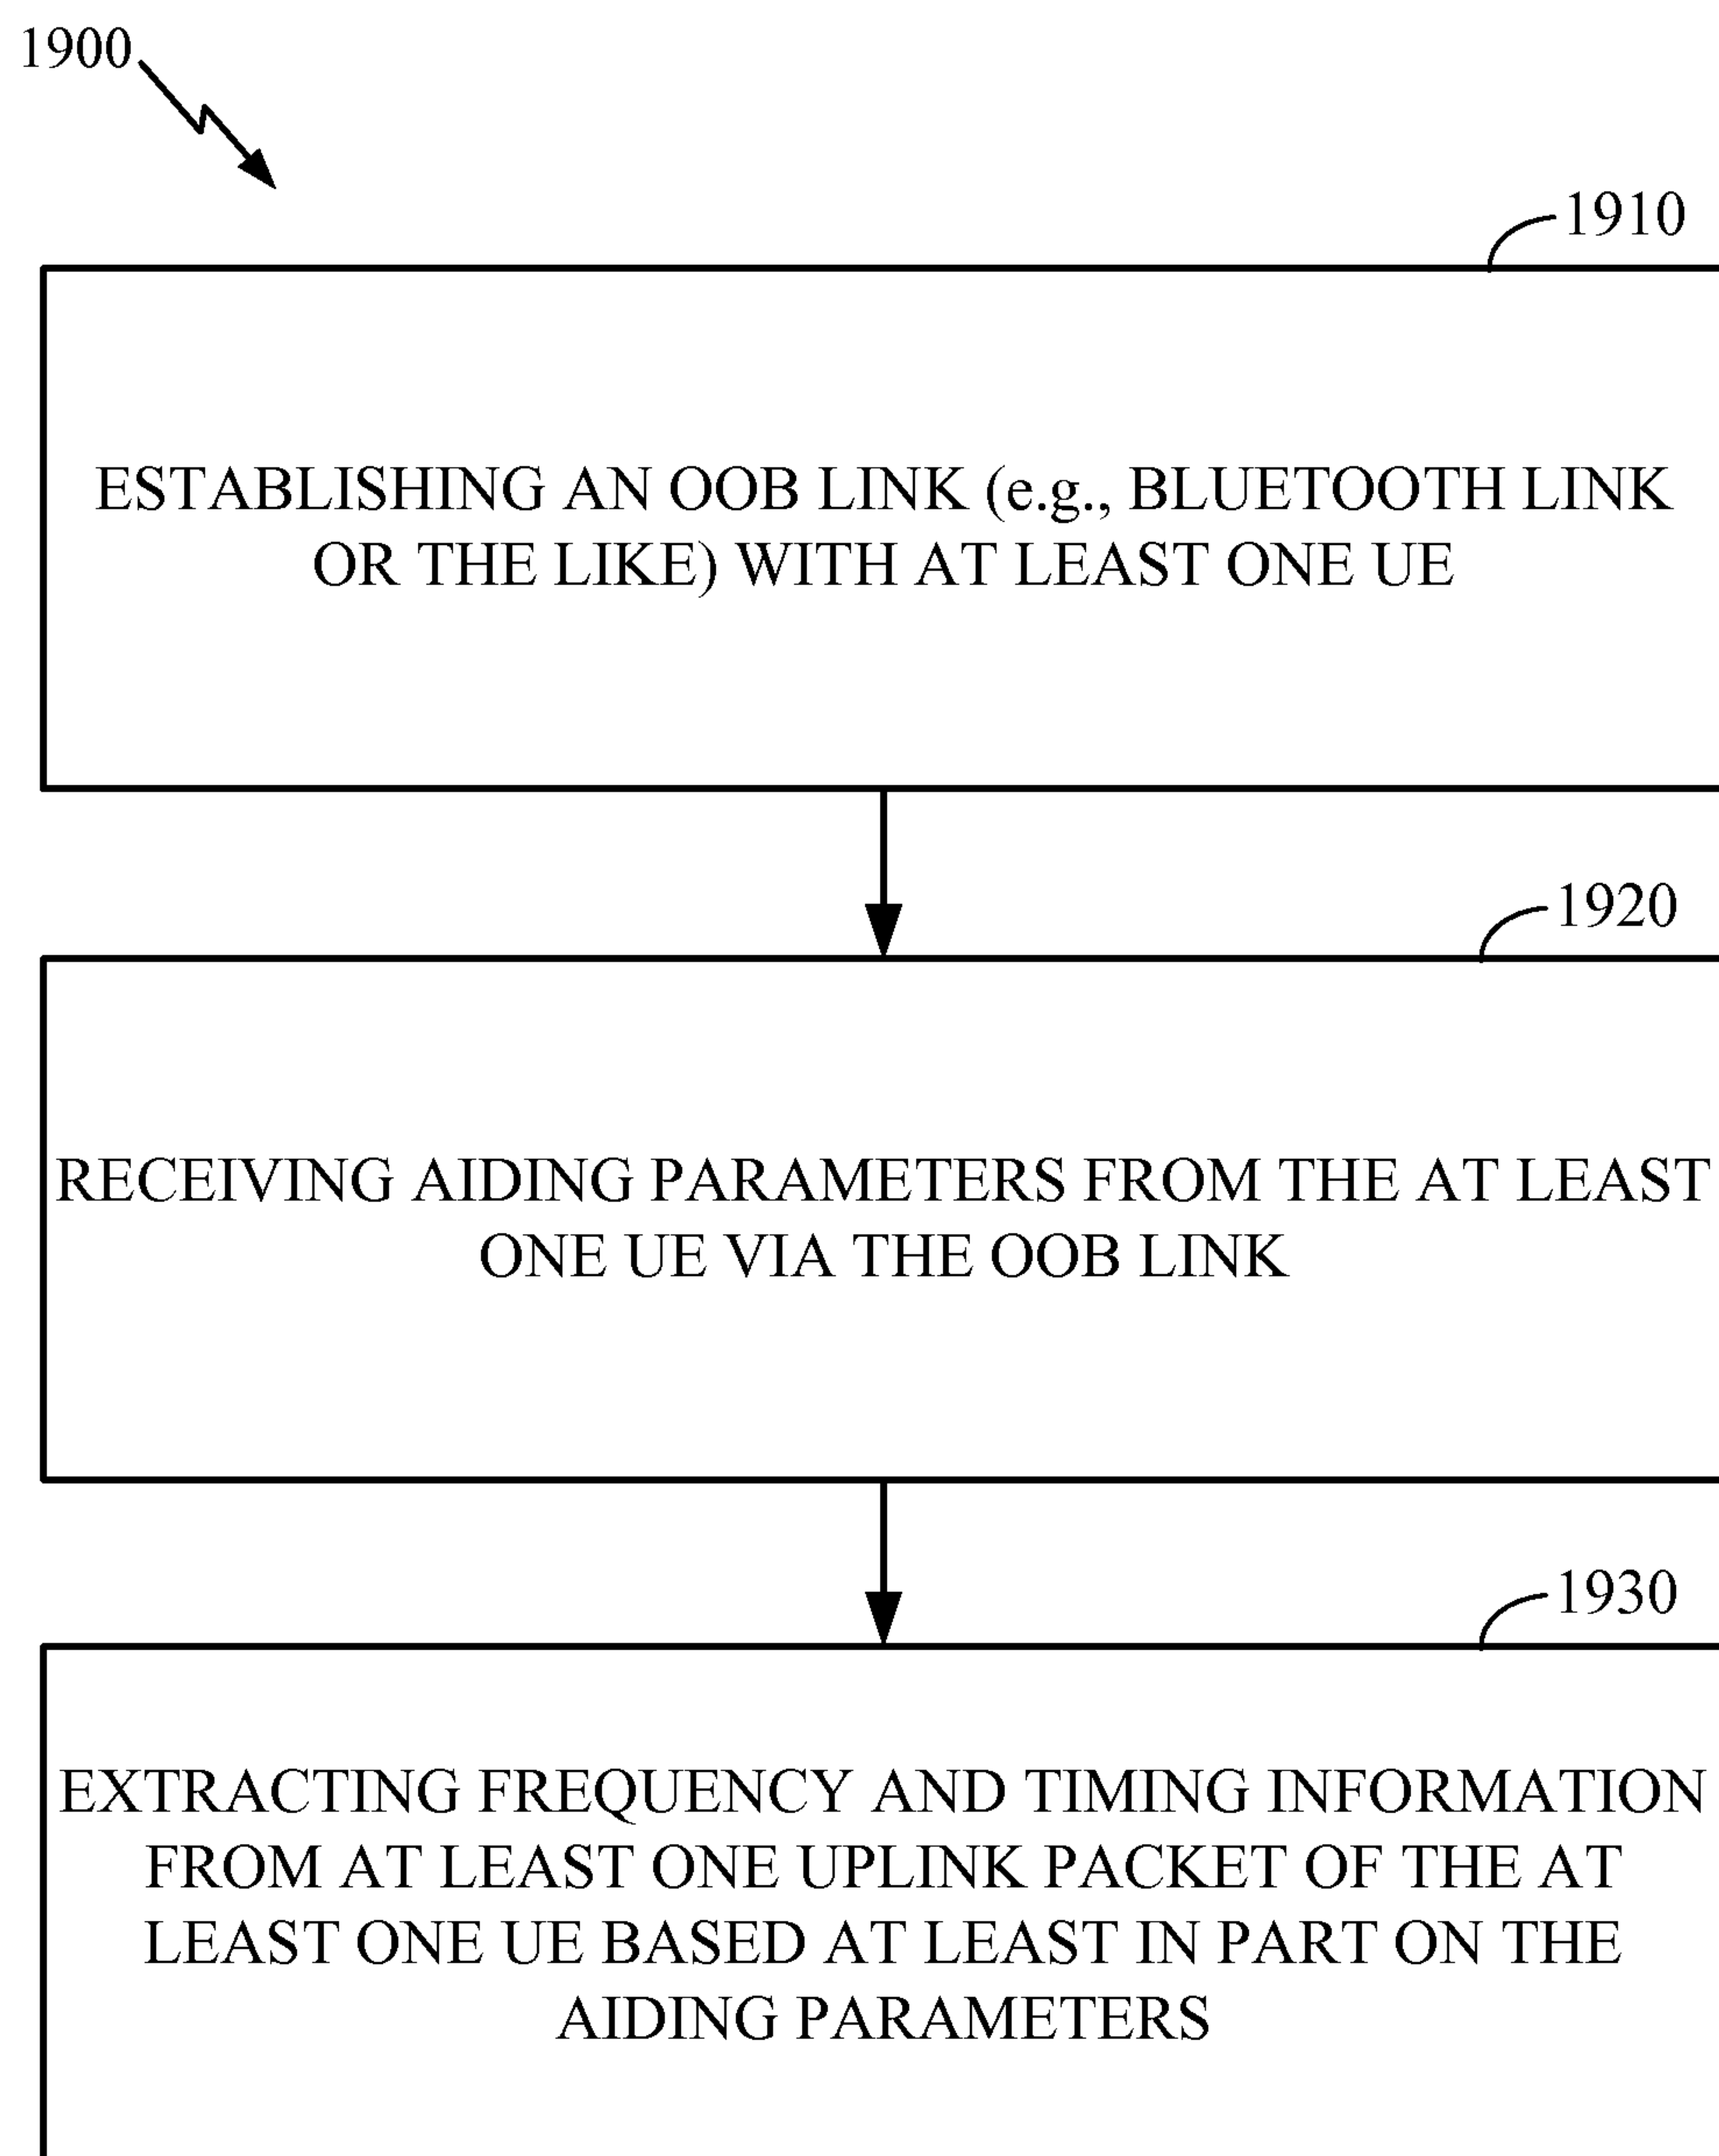 1900
1910
ESTABLISHING AN OOB LINK (e.g., BLUETOOTH LINK
OR THE LIKE) WITH AT LEAST ONE UE
1920
RECEIVING AIDING PARAMETERS FROM THE AT LEAST
ONE UE VIA THE OOB LINK
1930
EXTRACTING FREQUENCY AND TIMING INFORMATION
FROM AT LEAST ONE UPLINK PACKET OF THE AT
LEAST ONE UE BASED AT LEAST IN PART ON THE
AIDING PARAMETERS